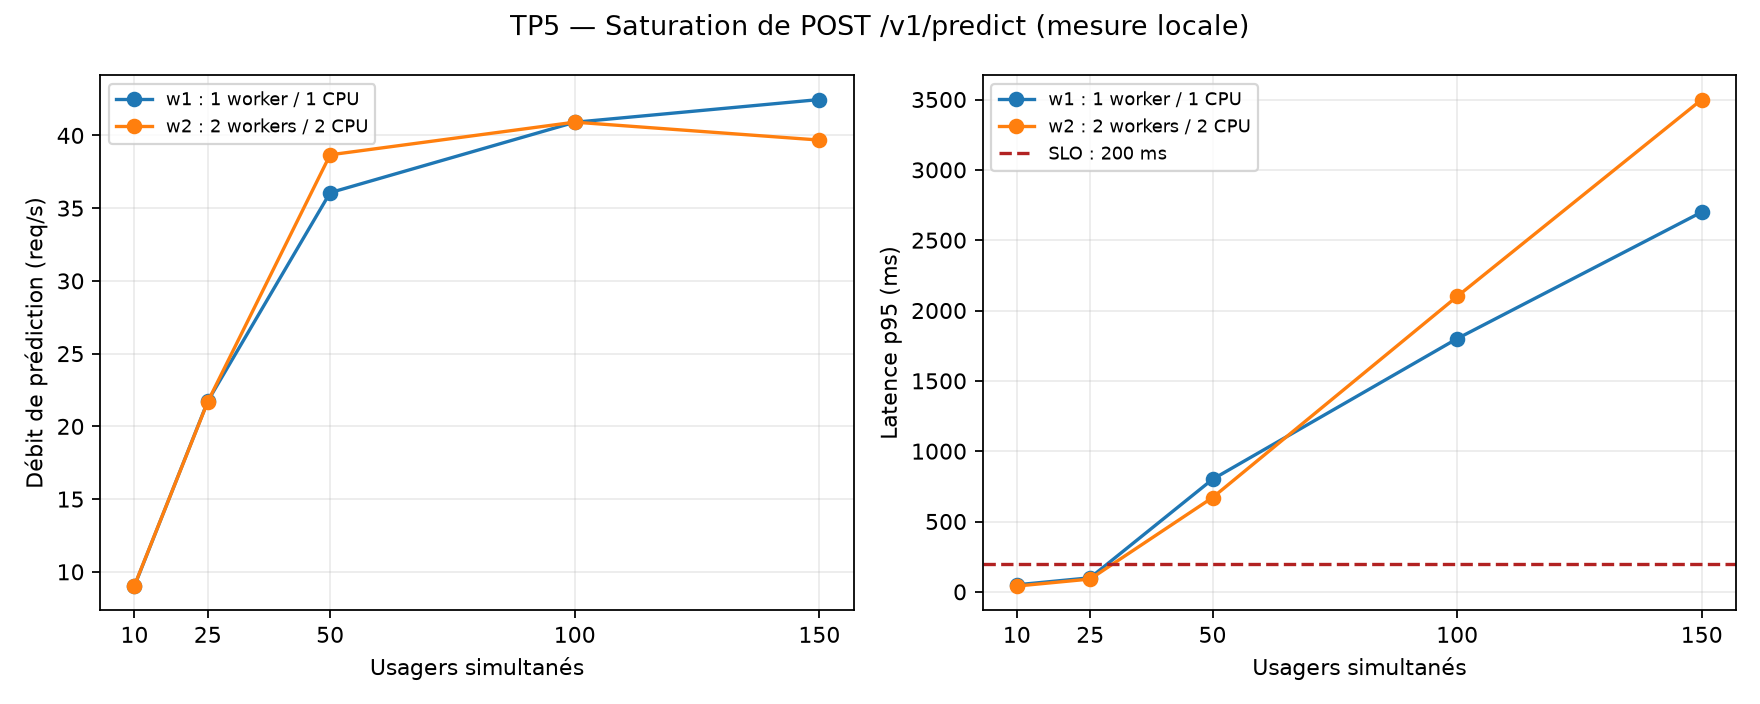 TP5 — Saturation de POST /v1/predict (mesure locale)
w1 : 1 worker / 1 CPU
w2 : 2 workers / 2 CPU
40
35
30
25
20
15
10
Débit de prédiction (req/s)
10 25 50 100 150
Usagers simultanés
w1 : 1 worker / 1 CPU
w2 : 2 workers / 2 CPU
SLO : 200 ms
3500
3000
2500
2000
1500
1000
500
0
Latence p95 (ms)
10 25 50 100 150
Usagers simultanés